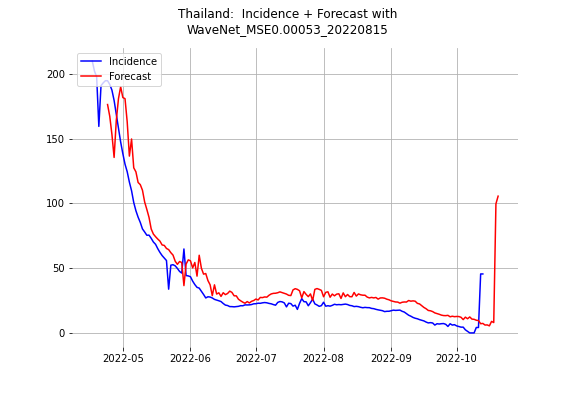 Thailand:  Incidence + Forecast with
WaveNet_MSE0.00053_20220815
Incidence
Forecast
200
150
100
50
0
2022-05
2022-06
2022-07
2022-08
2022-09
2022-10